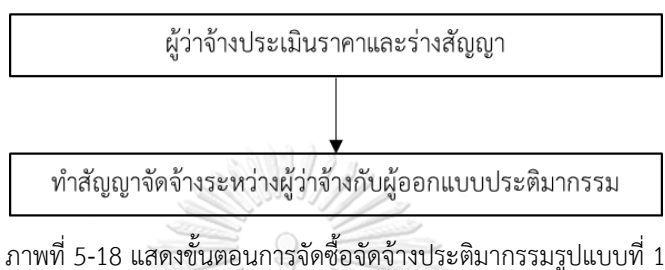 ผู้ว่าจ้างประเมินราคาและร่างสัญญา
ทำสัญญาจัดจ้างระหว่างผู้ว่าจ้างกับผู้ออกแบบประติมากรรม
ภาพที่ 5-18 แสดงขั้นตอนการจัดซื้อจัดจ้างประติมากรรมรูปแบบที่ 1